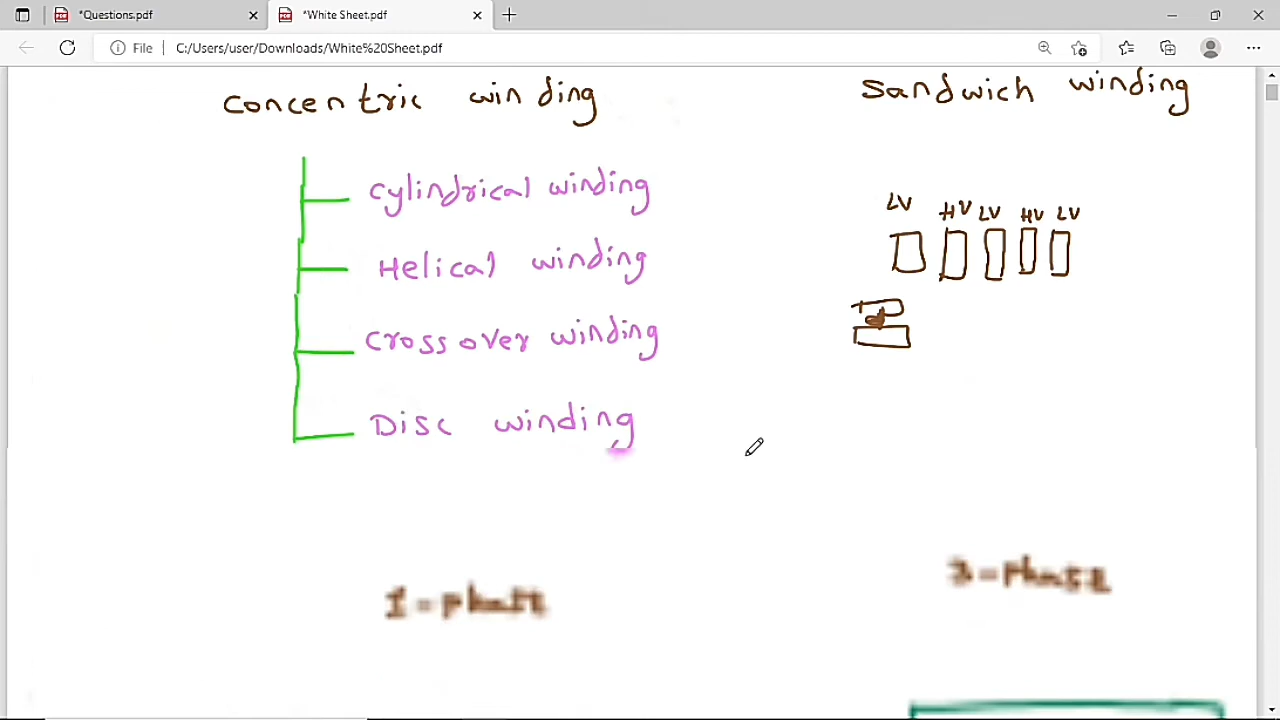 *Questions.pdf
*White Sheet.pdf
File
C:/Users/user/Downloads/White%20Sheet.pdf
concentric winding
Sandwich winding
cylindrical winding
Helical winding
cross over winding
Disc winding
LV HV LV HV LV
1-phase
3-phase